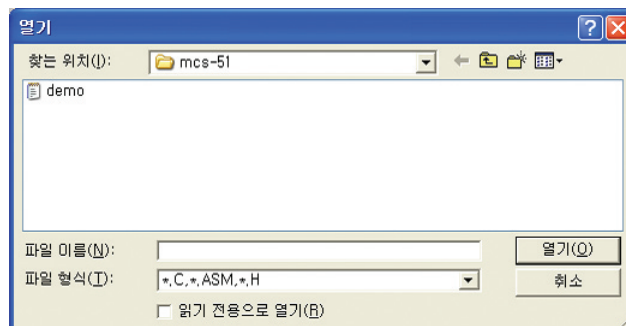 열기
찾는 위치(I): mcs-51
demo
파일 이름(N): 열기(O)
파일 형식(T): *.C,*.ASM,*.H 취소
읽기 전용으로 열기(R)